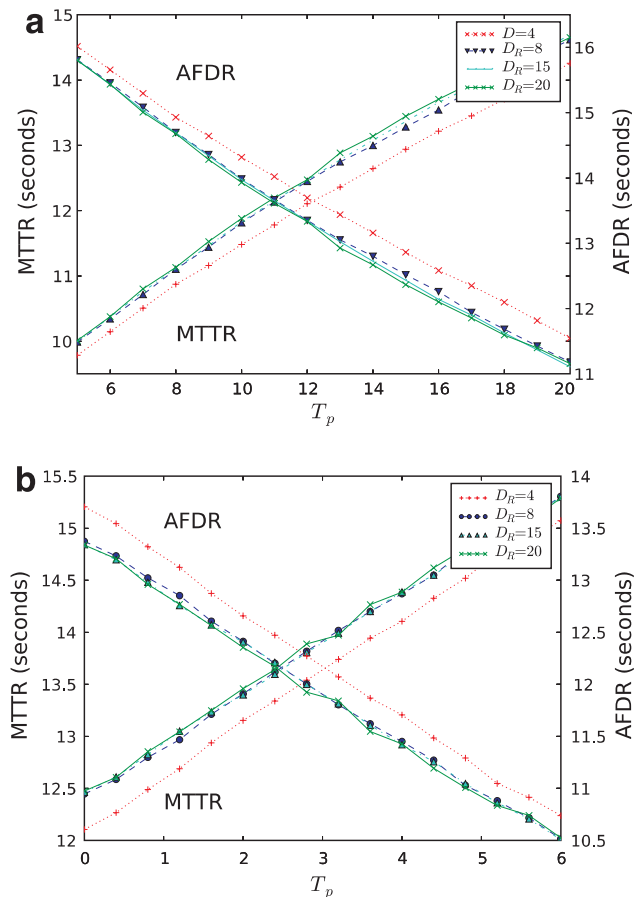 a
15
14
13
12
11
10
MTTR (seconds)
AFDR
MTTR
D=4
D_R=8
D_R=15
D_R=20
16
15
14
13
12
11
AFDR (seconds)
6 8 10 12 14 16 18 20
T_p
b
15.5
15
14.5
14
13.5
13
12.5
12
MTTR (seconds)
AFDR
MTTR
D_R=4
D_R=8
D_R=15
D_R=20
14
13.5
13
12.5
12
11.5
11
10.5
AFDR (seconds)
0 1 2 3 4 5 6
T_p